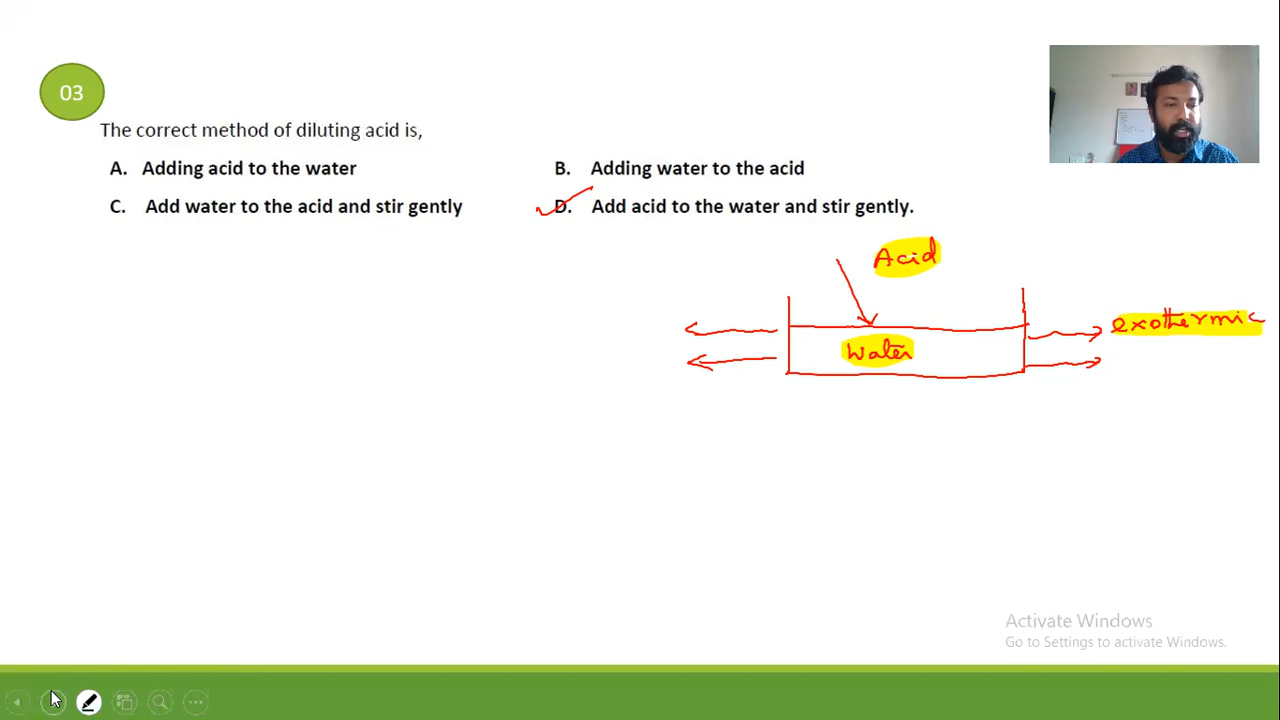 03
The correct method of diluting acid is,
A. Adding acid to the water
B. Adding water to the acid
C. Add water to the acid and stir gently
D. Add acid to the water and stir gently.
Acid
exothermic
Water
Activate Windows
Go to Settings to activate Windows.